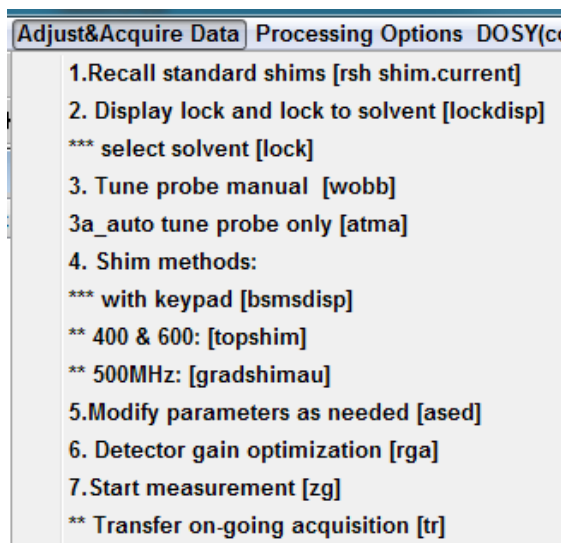 Adjust&Acquire Data Processing Options DOSY(c
1.Recall standard shims [rsh shim.current]
2. Display lock and lock to solvent [lockdisp]
*** select solvent [lock]
3. Tune probe manual [wobb]
3a_auto tune probe only [atma]
4. Shim methods:
*** with keypad [bsmsdisp]
** 400 & 600: [topshim]
** 500MHz: [gradshimau]
5.Modify parameters as needed [ased]
6. Detector gain optimization [rga]
7.Start measurement [zg]
** Transfer on-going acquisition [tr]